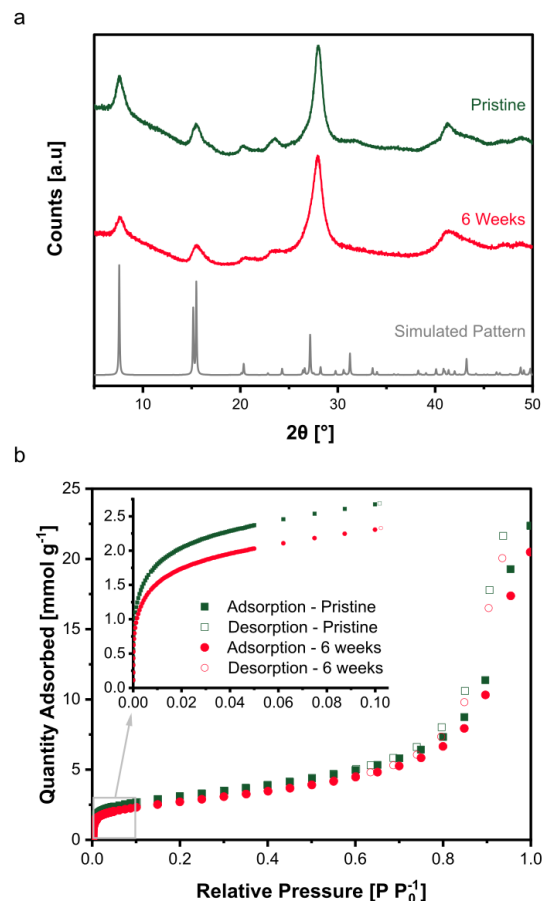 a
Counts [a.u]
Pristine
6 Weeks
Simulated Pattern
10 20 30 40 50
2θ [°]
b
Quantity Adsorbed [mmol g⁻¹]
25
20
15
10
5
0
2.5
2.0
1.5
1.0
0.5
0.0
0.00 0.02 0.04 0.06 0.08 0.10
Adsorption - Pristine
Desorption - Pristine
Adsorption - 6 weeks
Desorption - 6 weeks
0.0 0.2 0.4 0.6 0.8 1.0
Relative Pressure [P P₀⁻¹]